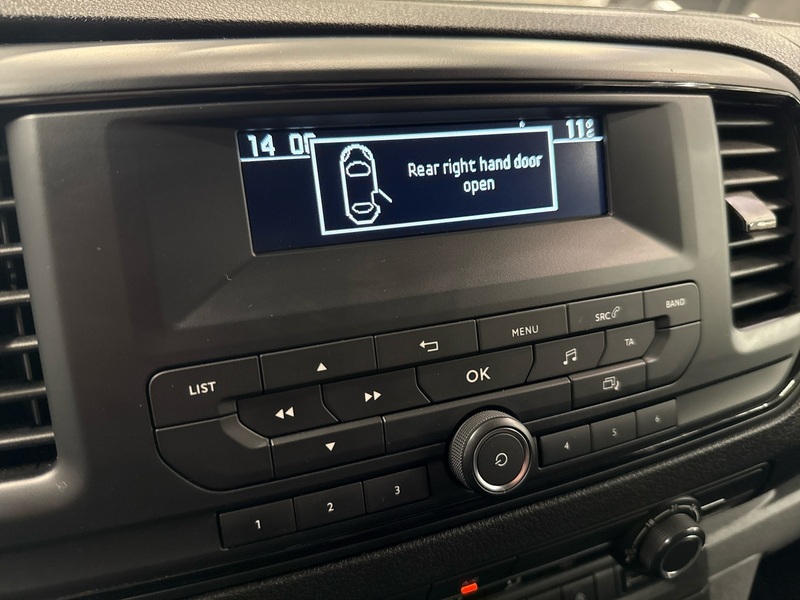 14
11
Rear right hand door
open
BAND
SRC
MENU
TA
OK
LIST
4 5 6
1 2 3